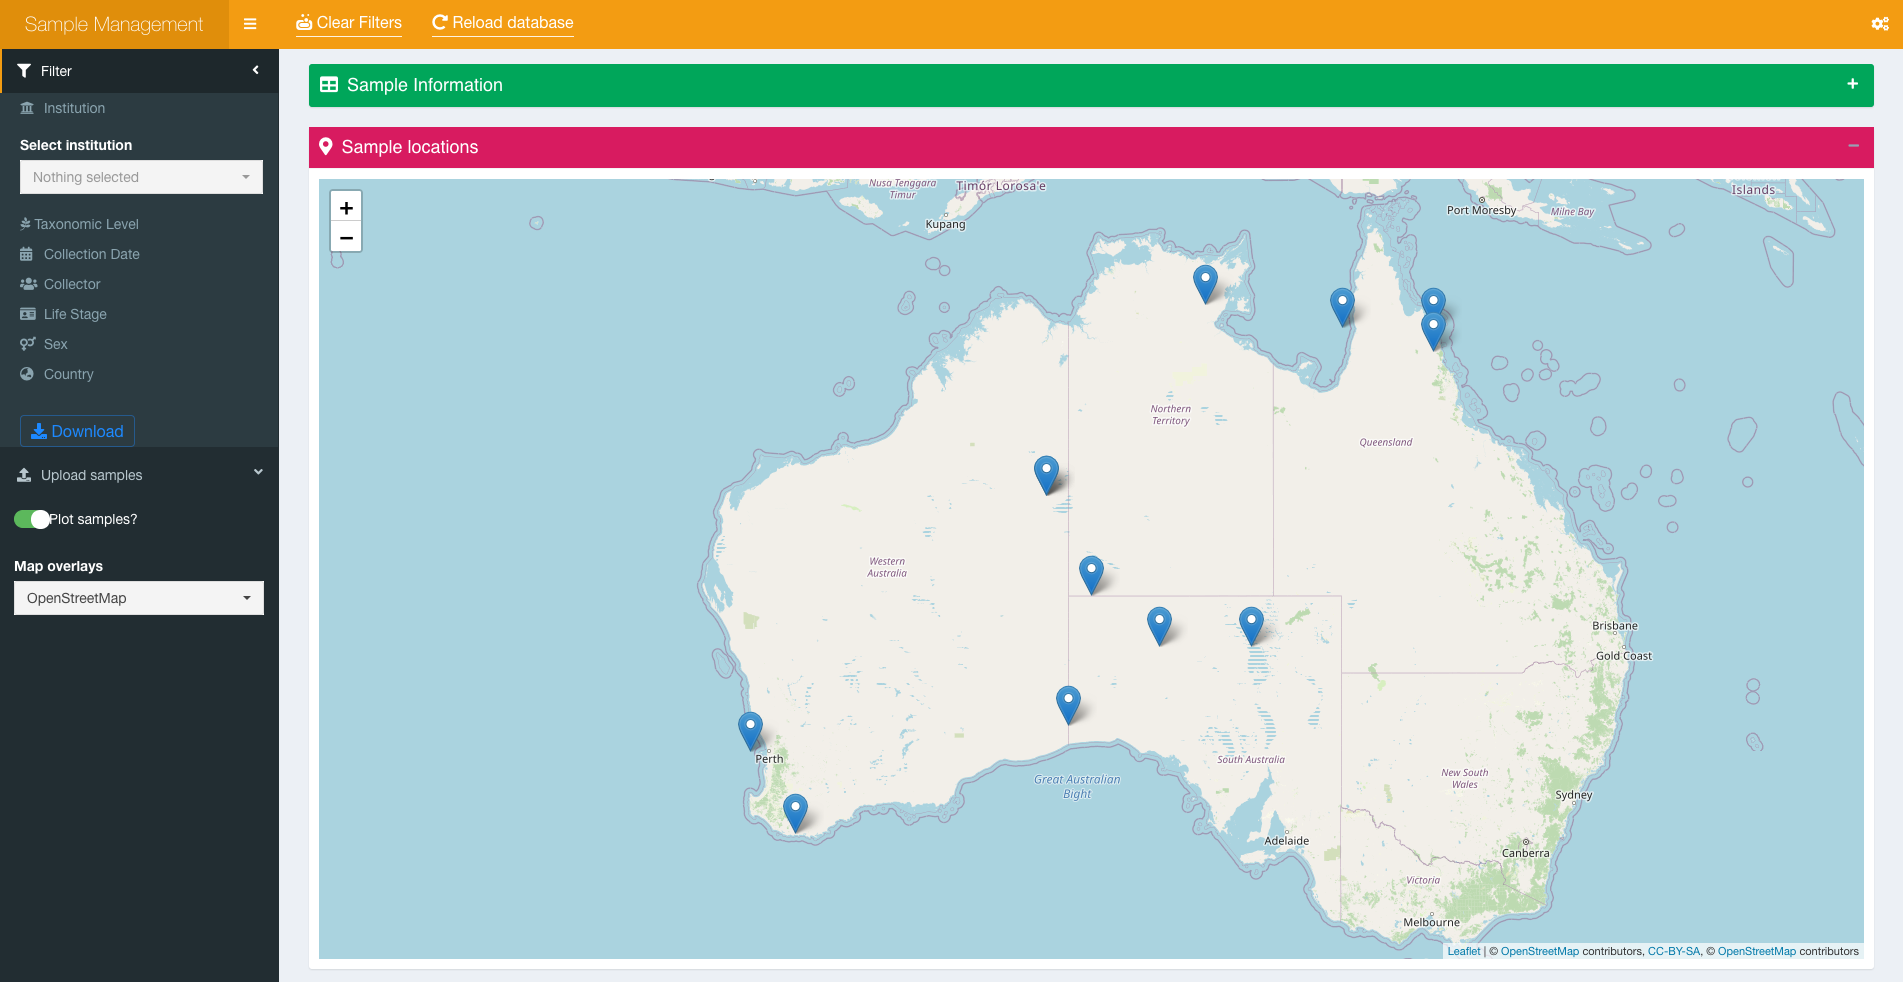 Sample Management
Clear Filters
Reload database
Filter
Institution
Select institution
Nothing selected
Taxonomic Level
Collection Date
Collector
Life Stage
Sex
Country
Download
Upload samples
Plot samples?
Map overlays
OpenStreetMap
Sample Information
+
Sample locations
−
+
−
Nusa Tenggara
Timur
Timór Lorosa'e
Kupang
Port Moresby
Milne Bay
Islands
Northern
Territory
Queensland
Western
Australia
Brisbane
Gold Coast
Perth
Great Australian
Bight
South Australia
New South
Wales
Sydney
Adelaide
Canberra
Victoria
Melbourne
Leaflet | © OpenStreetMap contributors, CC-BY-SA, © OpenStreetMap contributors